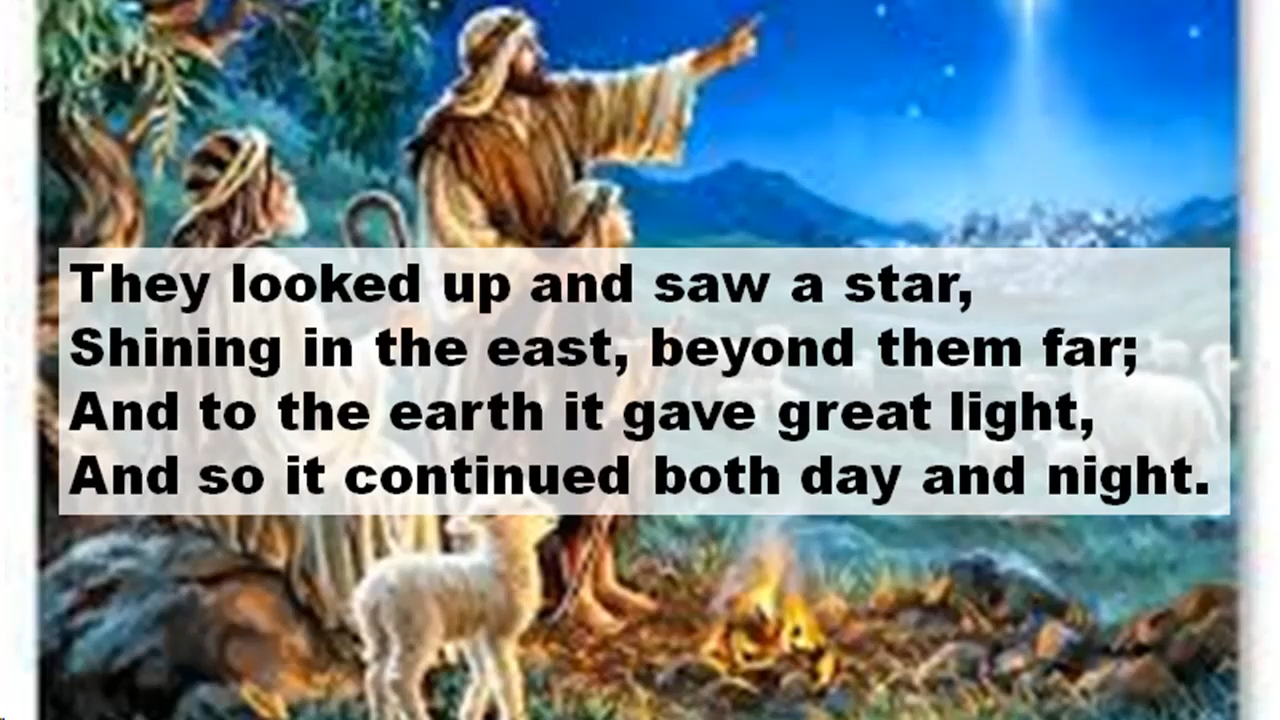 They looked up and saw a star,
Shining in the east, beyond them far;
And to the earth it gave great light,
And so it continued both day and night.